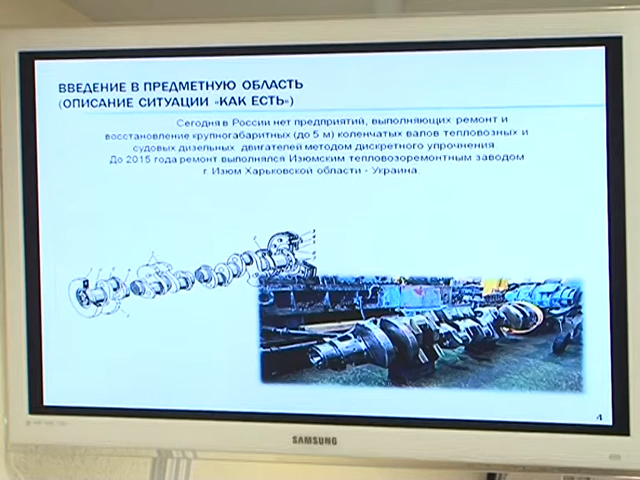 ВВЕДЕНИЕ В ПРЕДМЕТНУЮ ОБЛАСТЬ
(ОПИСАНИЕ СИТУАЦИИ «КАК ЕСТЬ»)
Сегодня в России нет предприятий, выполняющих ремонт и
восстановление крупногабаритных (до 5 м) коленчатых валов тепловозных и
судовых дизельных двигателей методом дискретного упрочнения
До 2015 года ремонт выполнялся Изюмским тепловозоремонтным заводом
г. Изюм Харьковской области - Украина
4
SAMSUNG